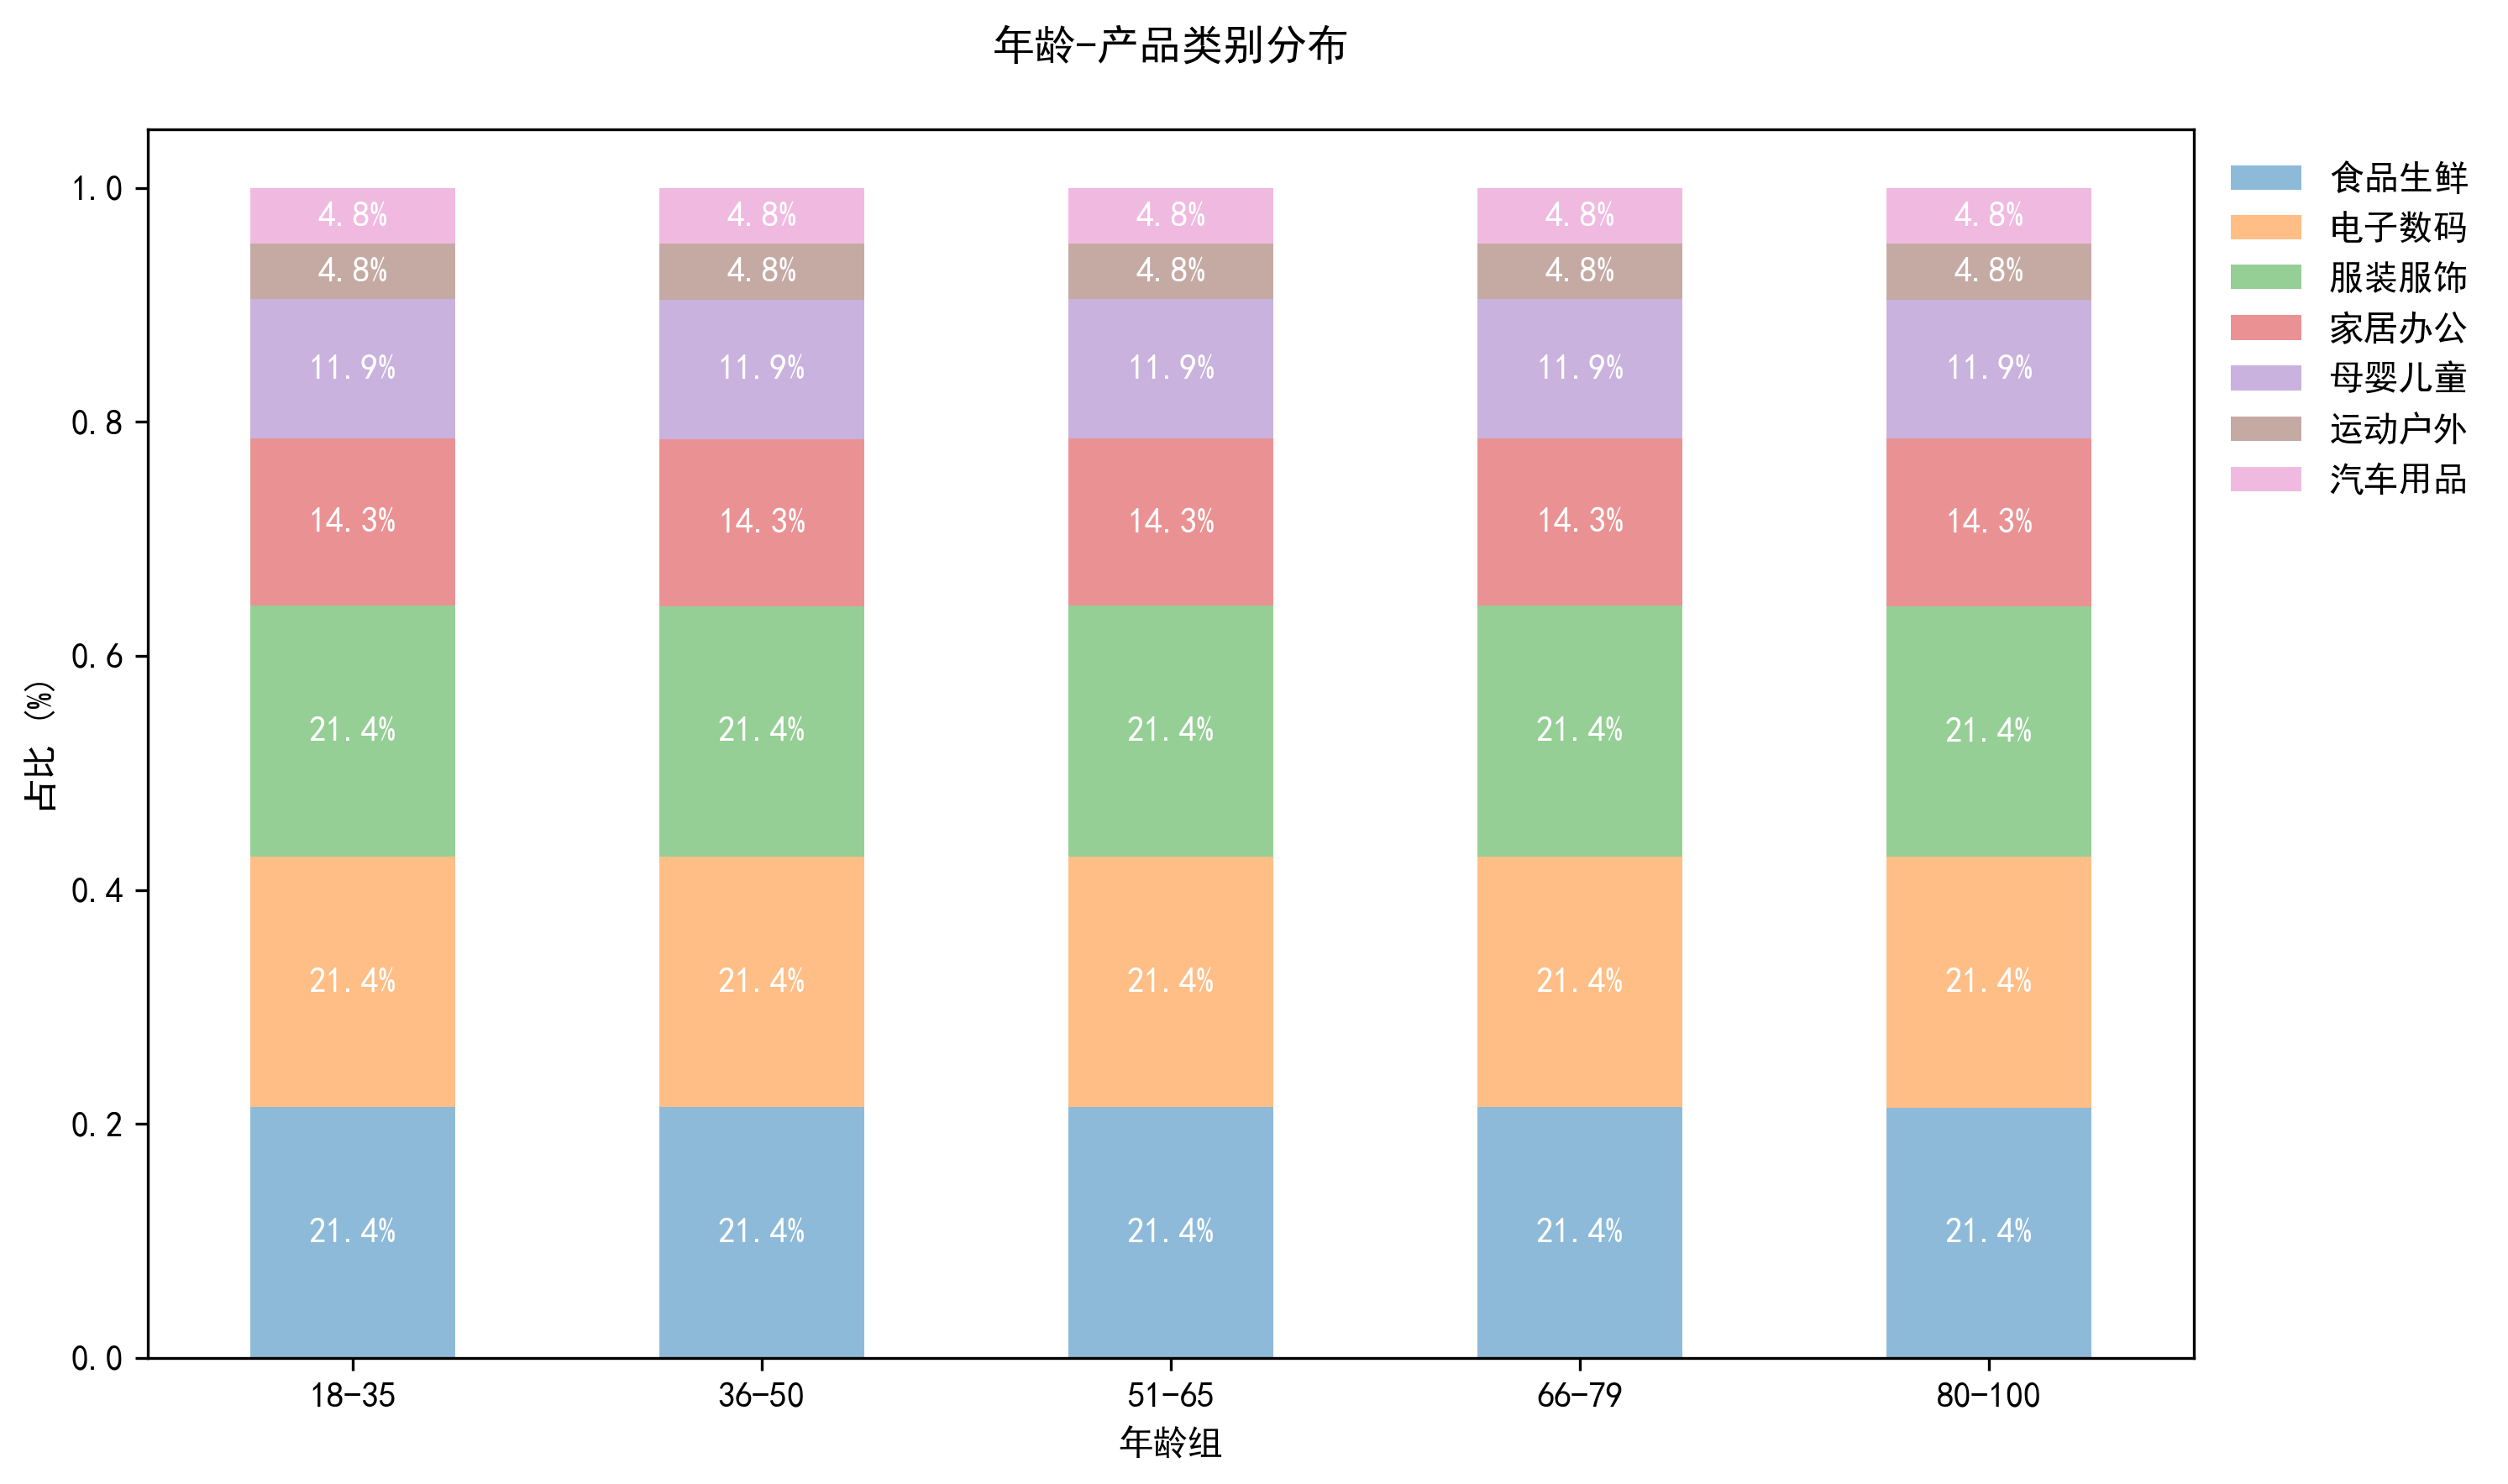 年龄-产品类别分布
食品生鲜
电子数码
服装服饰
家居办公
母婴儿童
运动户外
汽车用品
占比 (%)
1.0
0.8
0.6
0.4
0.2
0.0
4.8% 4.8% 4.8% 4.8% 4.8%
4.8% 4.8% 4.8% 4.8% 4.8%
11.9% 11.9% 11.9% 11.9% 11.9%
14.3% 14.3% 14.3% 14.3% 14.3%
21.4% 21.4% 21.4% 21.4% 21.4%
21.4% 21.4% 21.4% 21.4% 21.4%
21.4% 21.4% 21.4% 21.4% 21.4%
18-35 36-50 51-65 66-79 80-100
年龄组